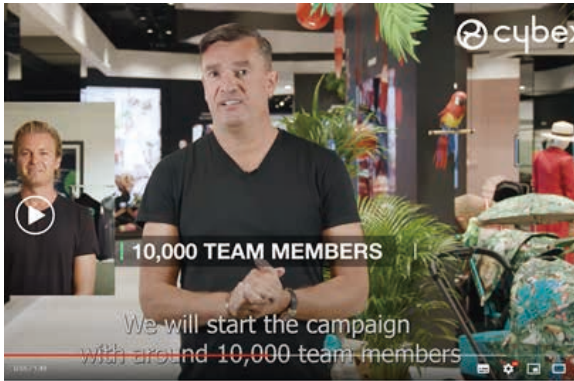 cybex
10,000 TEAM MEMBERS
We will start the campaign
with around 10,000 team members